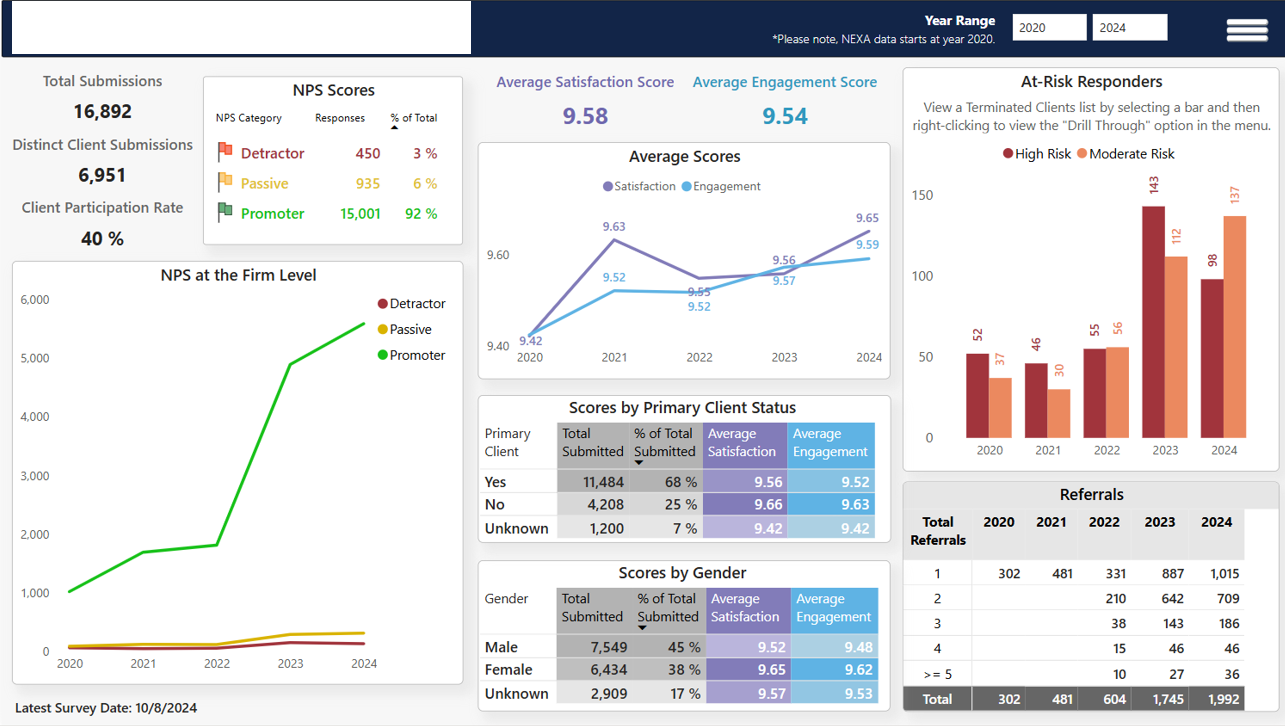 Year Range
*Please note, NEXA data starts at year 2020.
2020 2024
Total Submissions
16,892
Distinct Client Submissions
6,951
Client Participation Rate
40 %
NPS Scores
NPS Category Responses % of Total
Detractor 450 3 %
Passive 935 6 %
Promoter 15,001 92 %
NPS at the Firm Level
Detractor
Passive
Promoter
6,000
5,000
4,000
3,000
2,000
1,000
0
2020 2021 2022 2023 2024
Latest Survey Date: 10/8/2024
Average Satisfaction Score
9.58
Average Engagement Score
9.54
Average Scores
Satisfaction Engagement
9.60
9.40
9.63 9.55 9.56 9.65
9.42 9.52 9.52 9.57 9.59
2020 2021 2022 2023 2024
Scores by Primary Client Status
Primary Client Total Submitted % of Total Submitted Average Satisfaction Average Engagement
Yes 11,484 68 % 9.56 9.52
No 4,208 25 % 9.66 9.63
Unknown 1,200 7 % 9.42 9.42
Scores by Gender
Gender Total Submitted % of Total Submitted Average Satisfaction Average Engagement
Male 7,549 45 % 9.52 9.48
Female 6,434 38 % 9.65 9.62
Unknown 2,909 17 % 9.57 9.53
At-Risk Responders
View a Terminated Clients list by selecting a bar and then
right-clicking to view the "Drill Through" option in the menu.
High Risk Moderate Risk
150
100
50
0
52 37 46 30 55 56 143 112 98 137
2020 2021 2022 2023 2024
Referrals
Total Referrals 2020 2021 2022 2023 2024
1 302 481 331 887 1,015
2 210 642 709
3 38 143 186
4 15 46 46
>= 5 10 27 36
Total 302 481 604 1,745 1,992